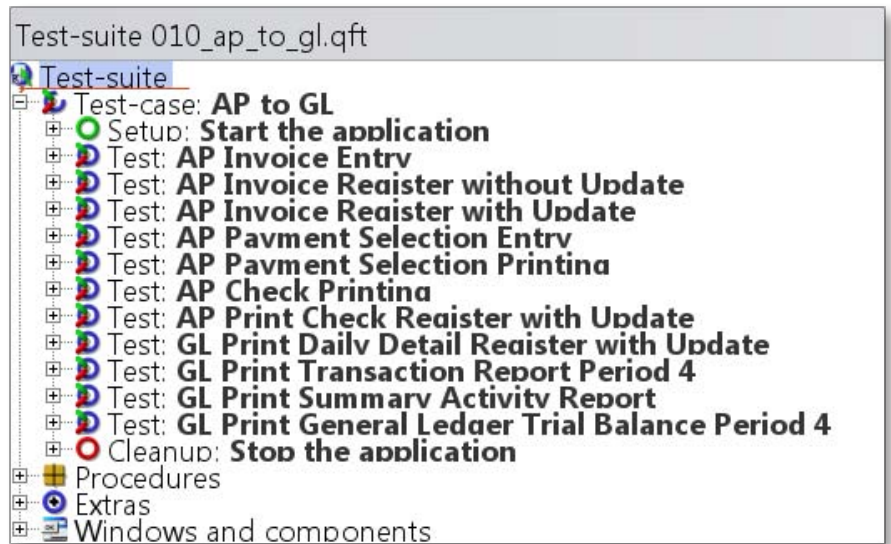 Test-suite 010_ap_to_gl.qft
Test-suite
Test-case: AP to GL
Setup: Start the application
Test: AP Invoice Entry
Test: AP Invoice Register without Update
Test: AP Invoice Register with Update
Test: AP Payment Selection Entry
Test: AP Payment Selection Printing
Test: AP Check Printing
Test: AP Print Check Register with Update
Test: GL Print Daily Detail Register with Update
Test: GL Print Transaction Report Period 4
Test: GL Print Summary Activity Report
Test: GL Print General Ledger Trial Balance Period 4
Cleanup: Stop the application
Procedures
Extras
Windows and components